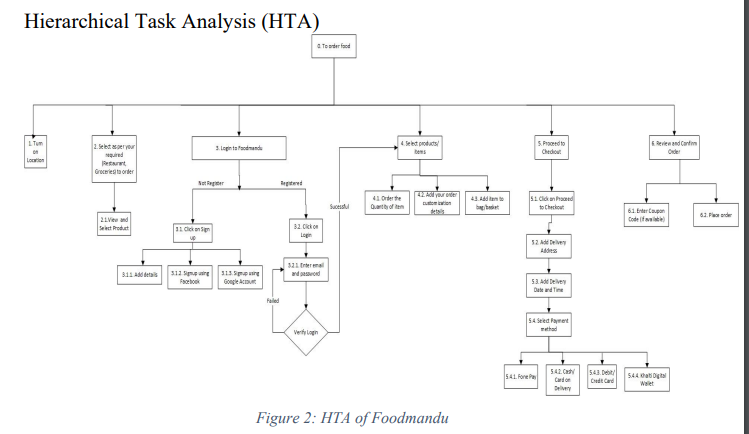 Hierarchical Task Analysis (HTA)
0. To order food
1. Turn
on
Location
2. Select as per your
required
(Restaurant,
Groceries) to order
3. Login to Foodmandu
4. Select products/
items
5. Proceed to
Checkout
6. Review and Confirm
Order
Not Register
Registered
Sucessful
2.1 View and
Select Product
3.1. Click on Sign
up
3.2. Click on
Login
4.1. Order the
Quantity of item
4.2. Add your order
customization
details
4.3. Add item to
bag/basket
5.1. Click on Proceed
to Checkout
6.1. Enter Coupon
Code (if available)
6.2. Place order
3.1.1. Add details
3.1.2. Signup using
Facebook
3.1.3. Signup using
Google Account
3.2.1. Enter email
and password
5.2. Add Delivery
Address
5.3. Add Delivery
Date and Time
Failed
Verify Login
5.4. Select Payment
method
5.4.1. Fone Pay
5.4.2. Cash/
Card on
Delivery
5.4.3. Debit/
Credit Card
5.4.4. Khalti Digital
Wallet
Figure 2: HTA of Foodmandu